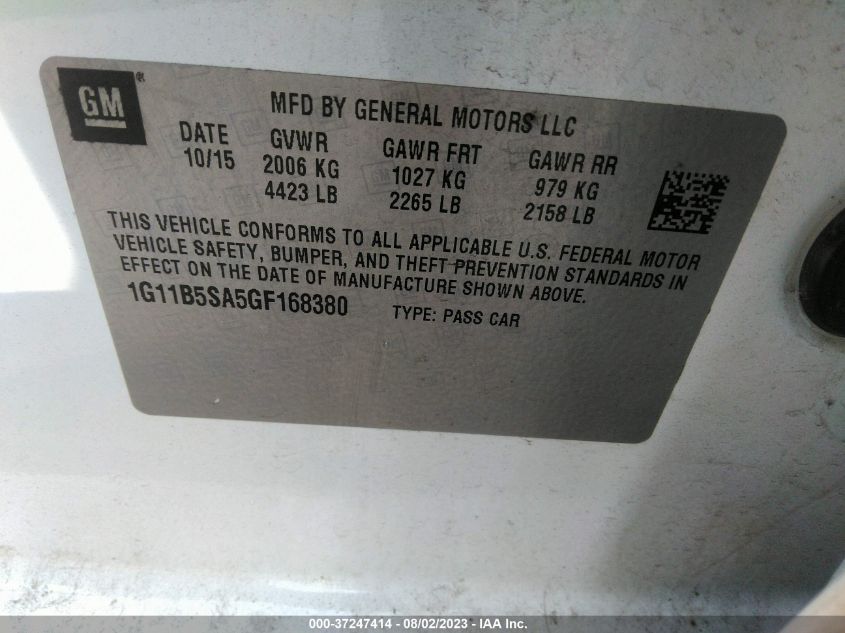 GM®
MFD BY GENERAL MOTORS LLC
DATE GVWR GAWR FRT GAWR RR
10/15 2006 KG 1027 KG 979 KG
4423 LB 2265 LB 2158 LB
THIS VEHICLE CONFORMS TO ALL APPLICABLE U.S. FEDERAL MOTOR
VEHICLE SAFETY, BUMPER, AND THEFT PREVENTION STANDARDS IN
EFFECT ON THE DATE OF MANUFACTURE SHOWN ABOVE.
1G11B5SA5GF168380 TYPE: PASS CAR
000-37247414 - 08/02/2023 - IAA Inc.